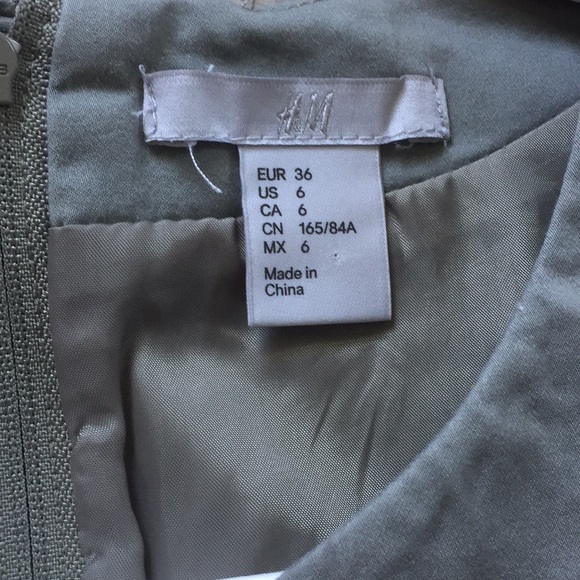 H&M
EUR 36
US 6
CA 6
CN 165/84A
MX 6
Made in
China